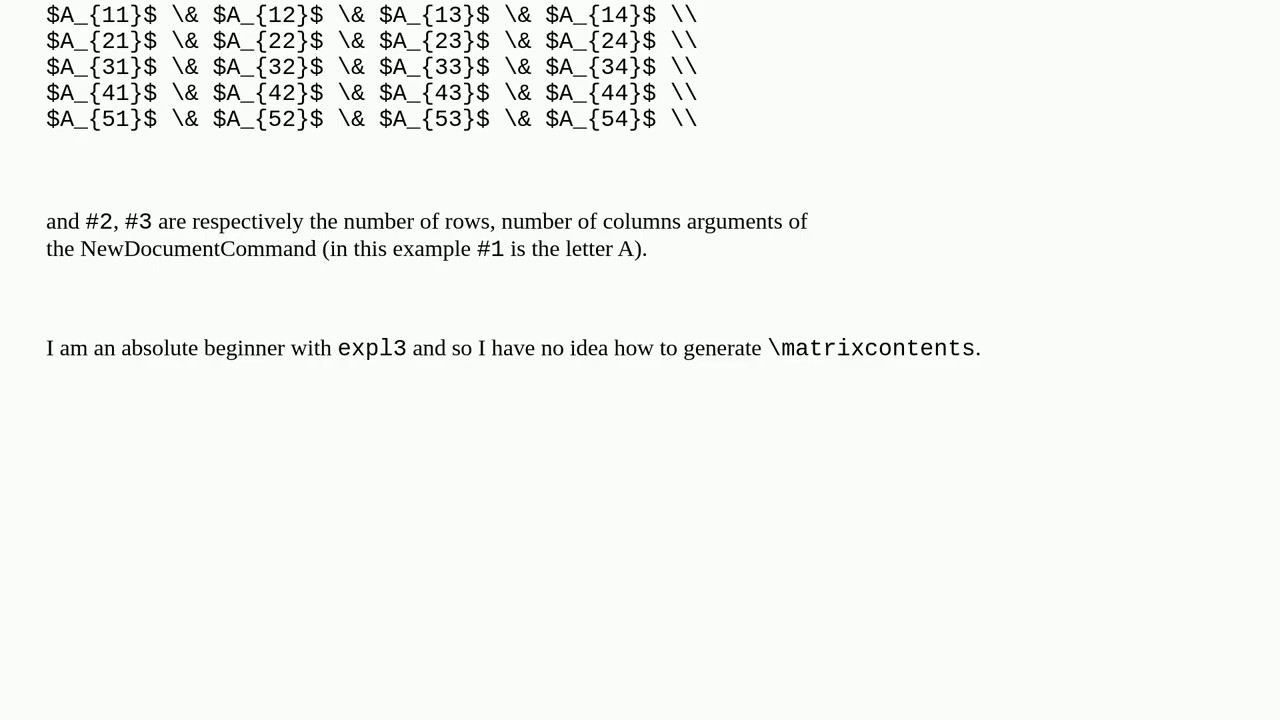 $A_{11}$ \& $A_{12}$ \& $A_{13}$ \& $A_{14}$ \\
$A_{21}$ \& $A_{22}$ \& $A_{23}$ \& $A_{24}$ \\
$A_{31}$ \& $A_{32}$ \& $A_{33}$ \& $A_{34}$ \\
$A_{41}$ \& $A_{42}$ \& $A_{43}$ \& $A_{44}$ \\
$A_{51}$ \& $A_{52}$ \& $A_{53}$ \& $A_{54}$ \\
and #2, #3 are respectively the number of rows, number of columns arguments of
the NewDocumentCommand (in this example #1 is the letter A).
I am an absolute beginner with expl3 and so I have no idea how to generate \matrixcontents.